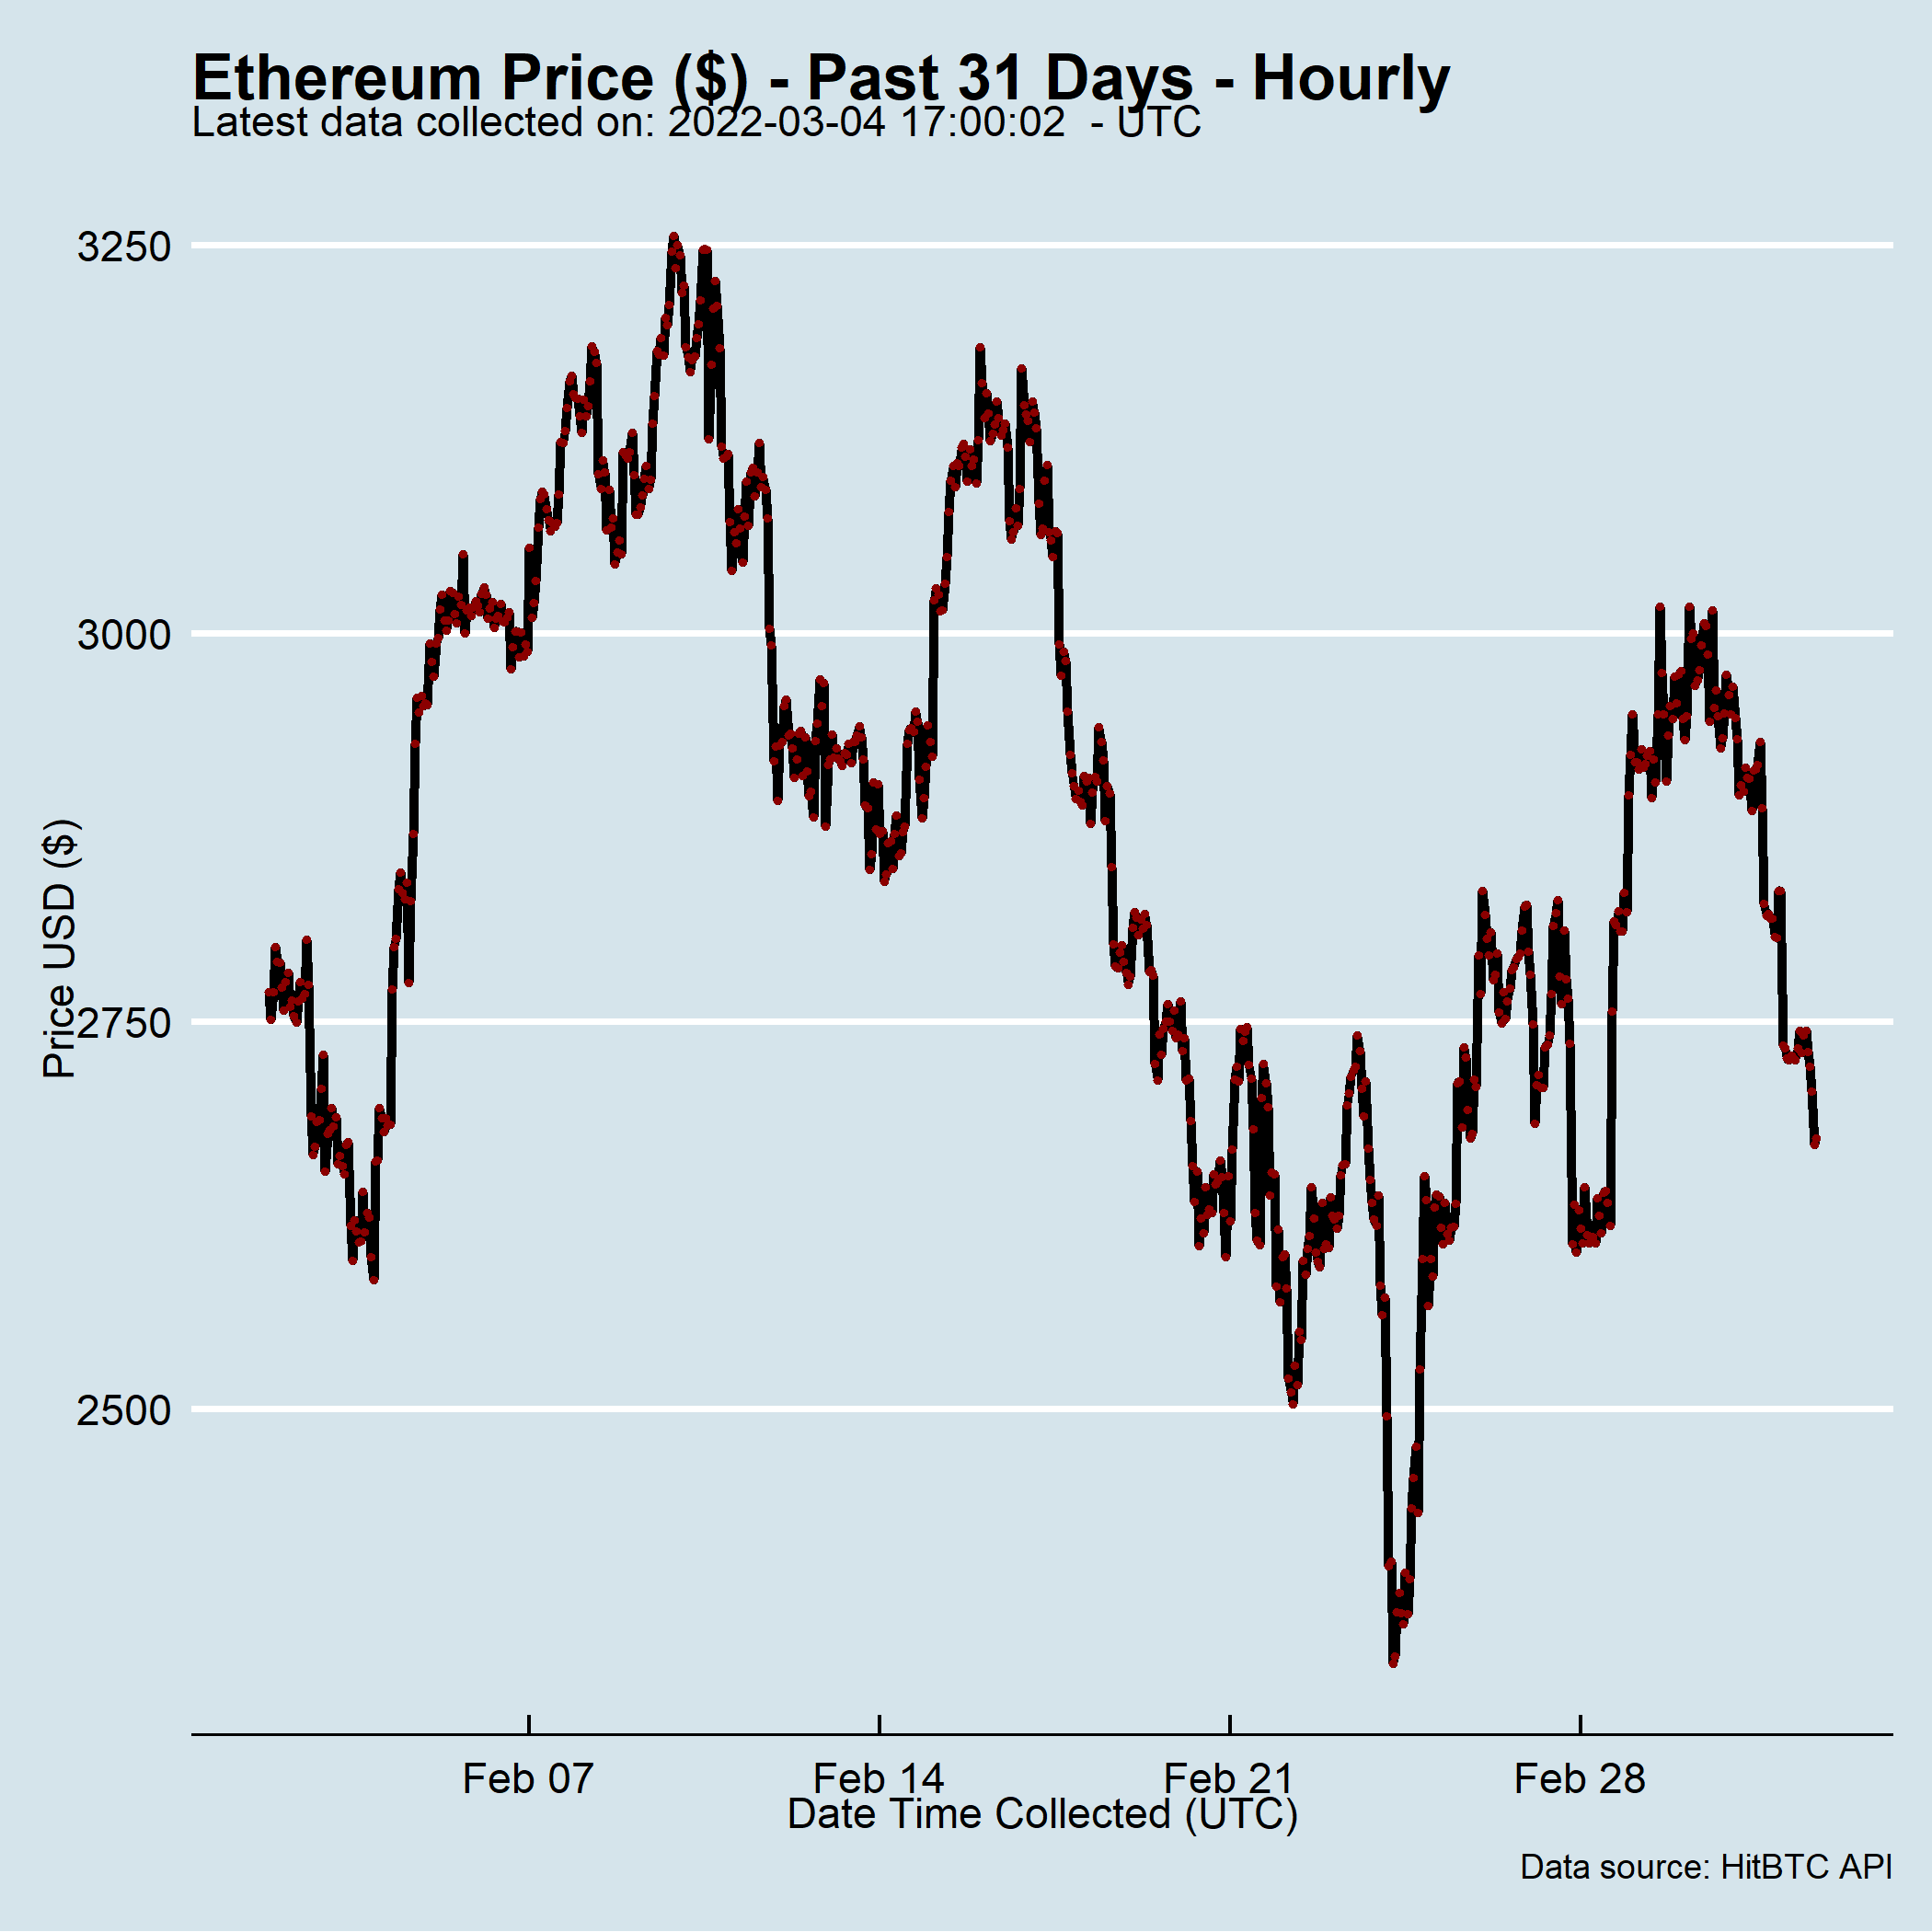 Ethereum Price ($) - Past 31 Days - Hourly
Latest data collected on: 2022-03-04 17:00:02  - UTC
3250
3000
2750
2500
Price USD ($)
Feb 07
Feb 14
Feb 21
Feb 28
Date Time Collected (UTC)
Data source: HitBTC API